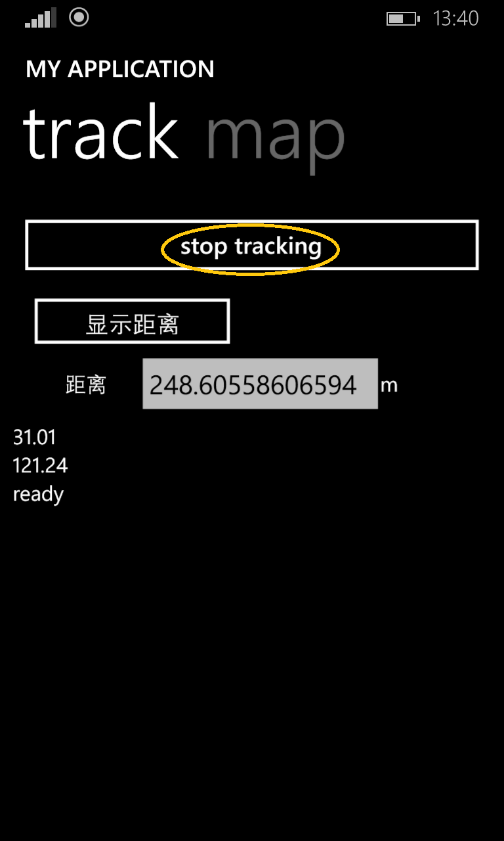 13:40
MY APPLICATION
track map
stop tracking
显示距离
距离 248.60558606594 m
31.01
121.24
ready